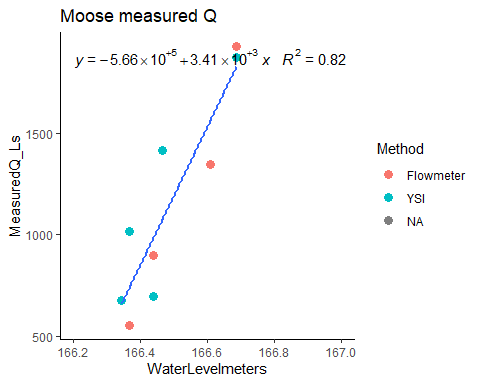 Moose measured Q
y = −5.66×10⁺⁵ +3.41 ×10⁺³ x R² = 0.82
1500
1000
500
MeasuredQ_Ls
166.2 166.4 166.6 166.8 167.0
WaterLevelmeters
Method
Flowmeter
YSI
NA